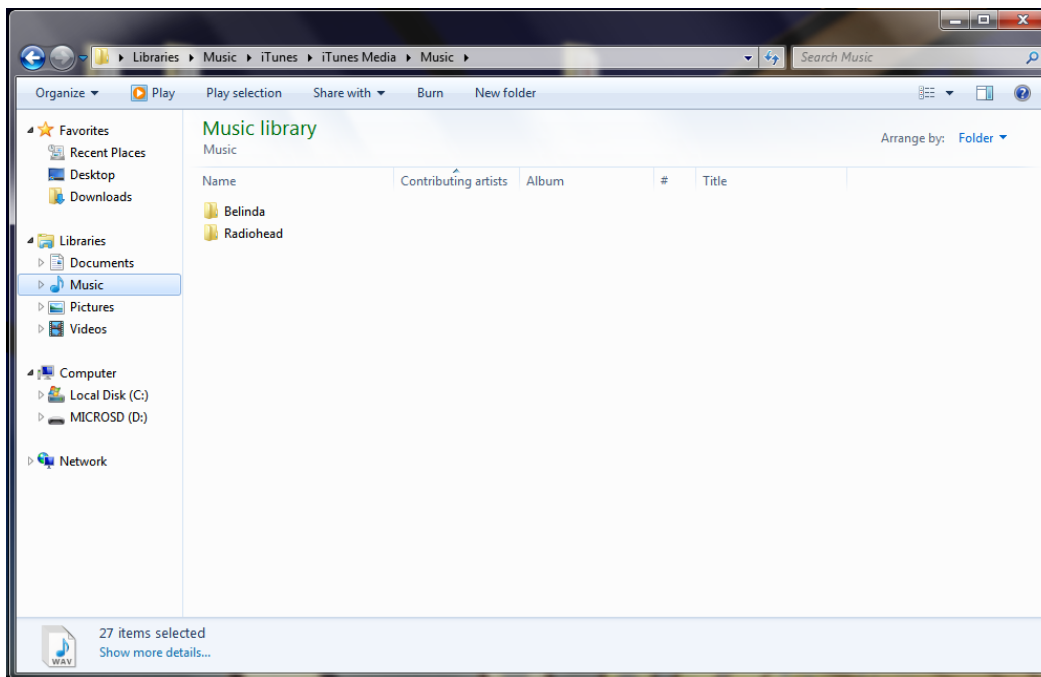 Libraries Music iTunes iTunes Media Music
Search Music
Organize Play Play selection Share with Burn New folder
Favorites
Recent Places
Desktop
Downloads
Libraries
Documents
Music
Pictures
Videos
Computer
Local Disk (C:)
MICROSD (D:)
Network
Music library
Music
Arrange by: Folder
Name Contributing artists Album # Title
Belinda
Radiohead
WAV
27 items selected
Show more details...